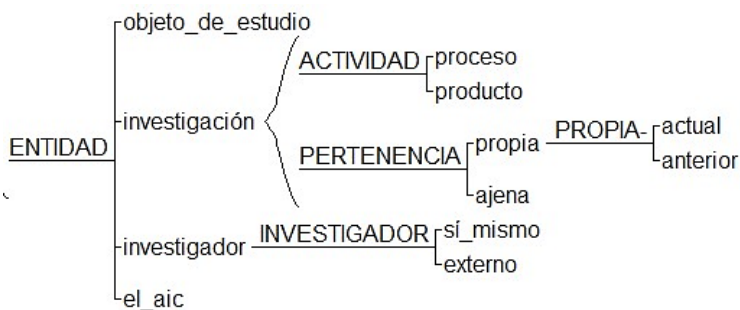 objeto_de_estudio
ACTIVIDAD
proceso
producto
investigación
ENTIDAD
PERTENENCIA
propia
PROPIA-
actual
anterior
ajena
investigador
INVESTIGADOR
sí_mismo
externo
el_aic